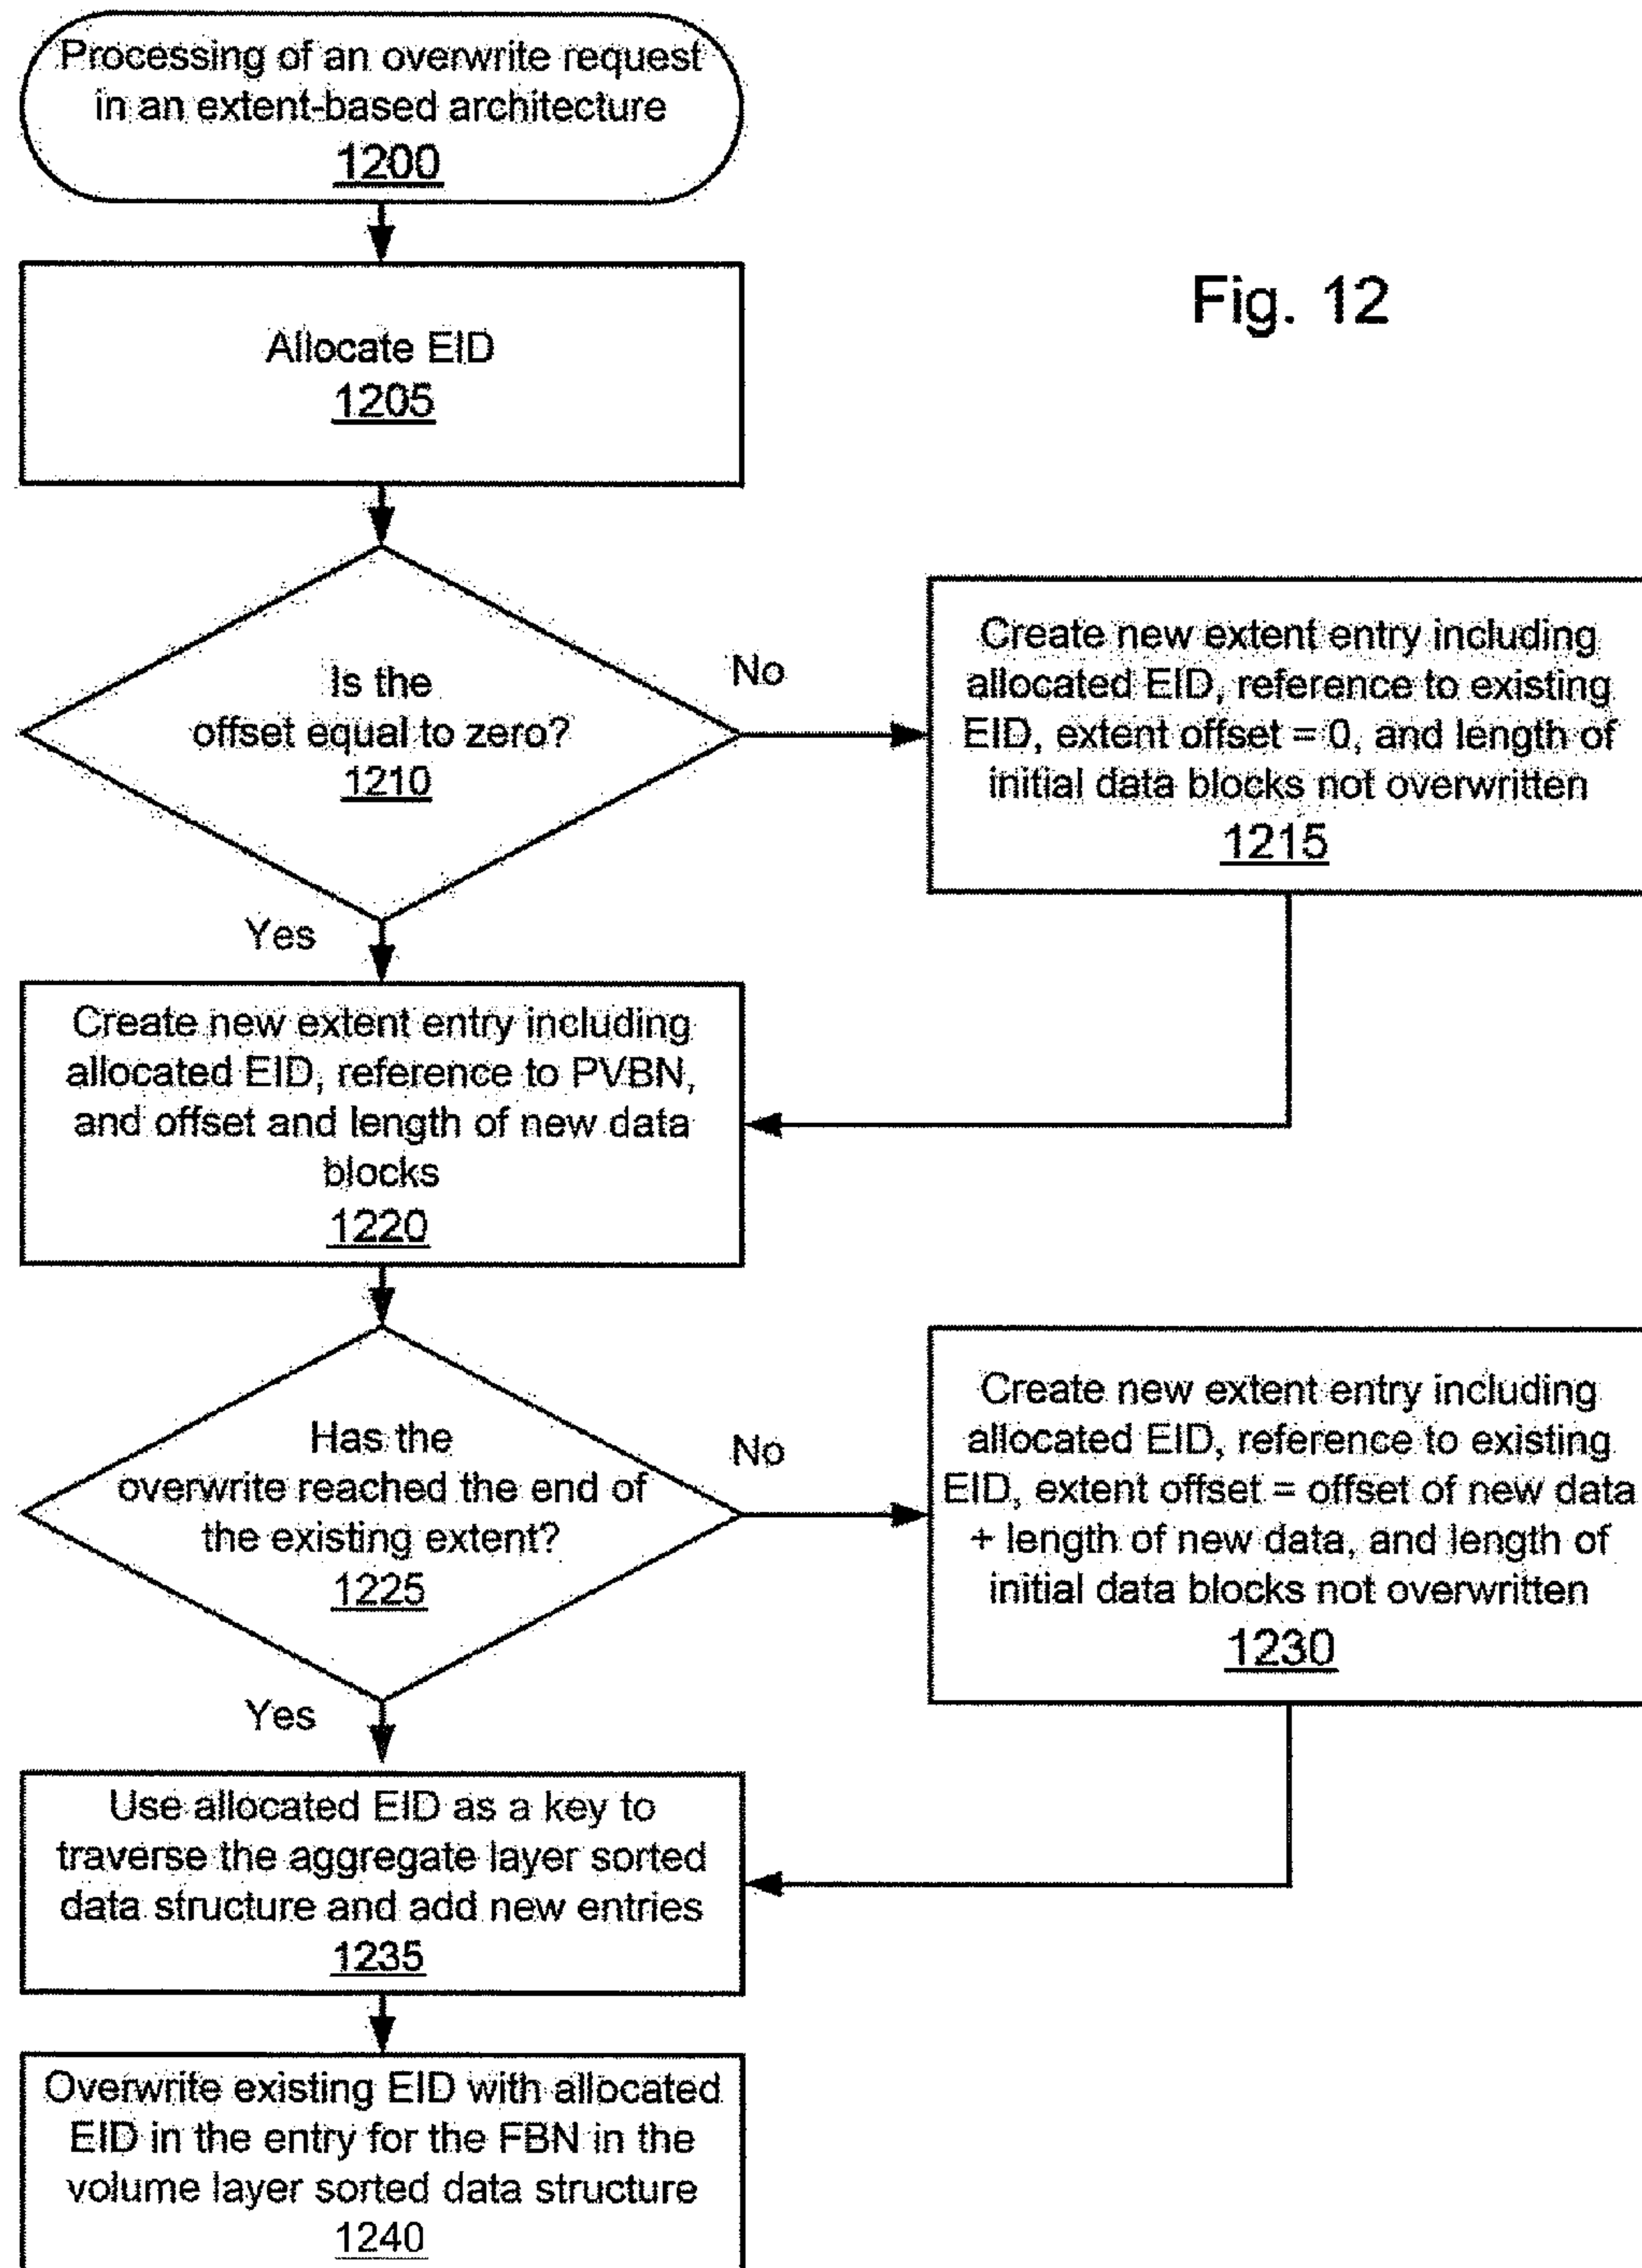 Processing of an overwrite request
in an extent-based architecture
1200
Fig. 12
Allocate EID
1205
Is the
offset equal to zero?
1210
No
Create new extent entry including
allocated EID, reference to existing
EID, extent offset = 0, and length of
initial data blocks not overwritten
1215
Yes
Create new extent entry including
allocated EID, reference to PVBN,
and offset and length of new data
blocks
1220
Has the
overwrite reached the end of
the existing extent?
1225
No
Create new extent entry including
allocated EID, reference to existing
EID, extent offset = offset of new data
+ length of new data, and length of
initial data blocks not overwritten
1230
Yes
Use allocated EID as a key to
traverse the aggregate layer sorted
data structure and add new entries
1235
Overwrite existing EID with allocated
EID in the entry for the FBN in the
volume layer sorted data structure
1240